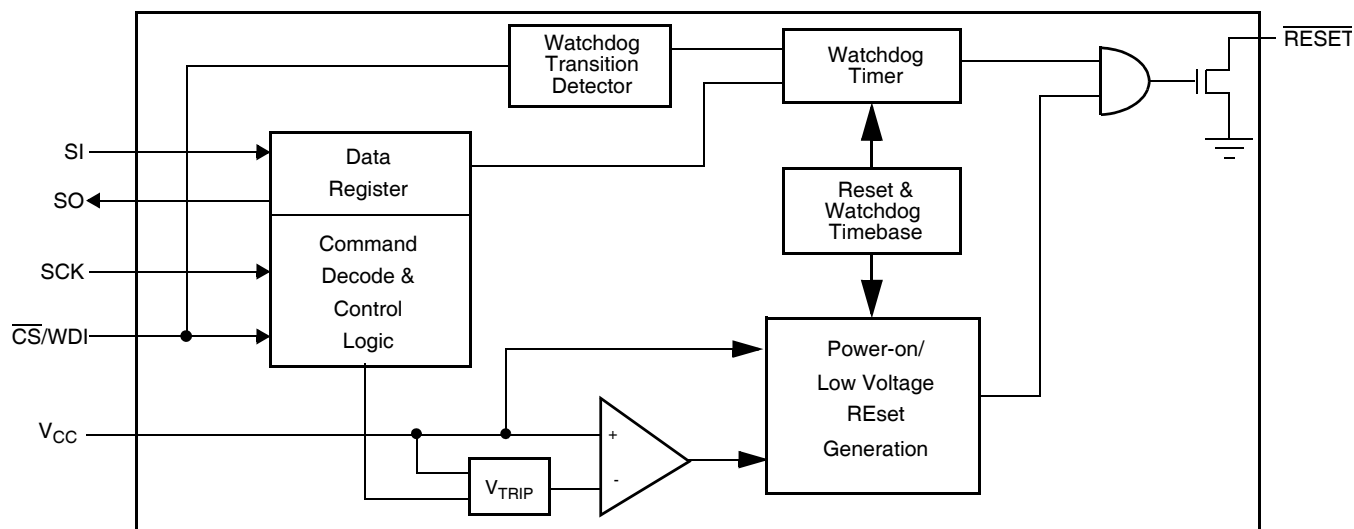 Watchdog
Transition
Detector
Watchdog
Timer
RESET
SI
SO
SCK
CS/WDI
VCC
Data
Register
Command
Decode &
Control
Logic
Reset &
Watchdog
Timebase
Power-on/
Low Voltage
REset
Generation
+
-
VTRIP